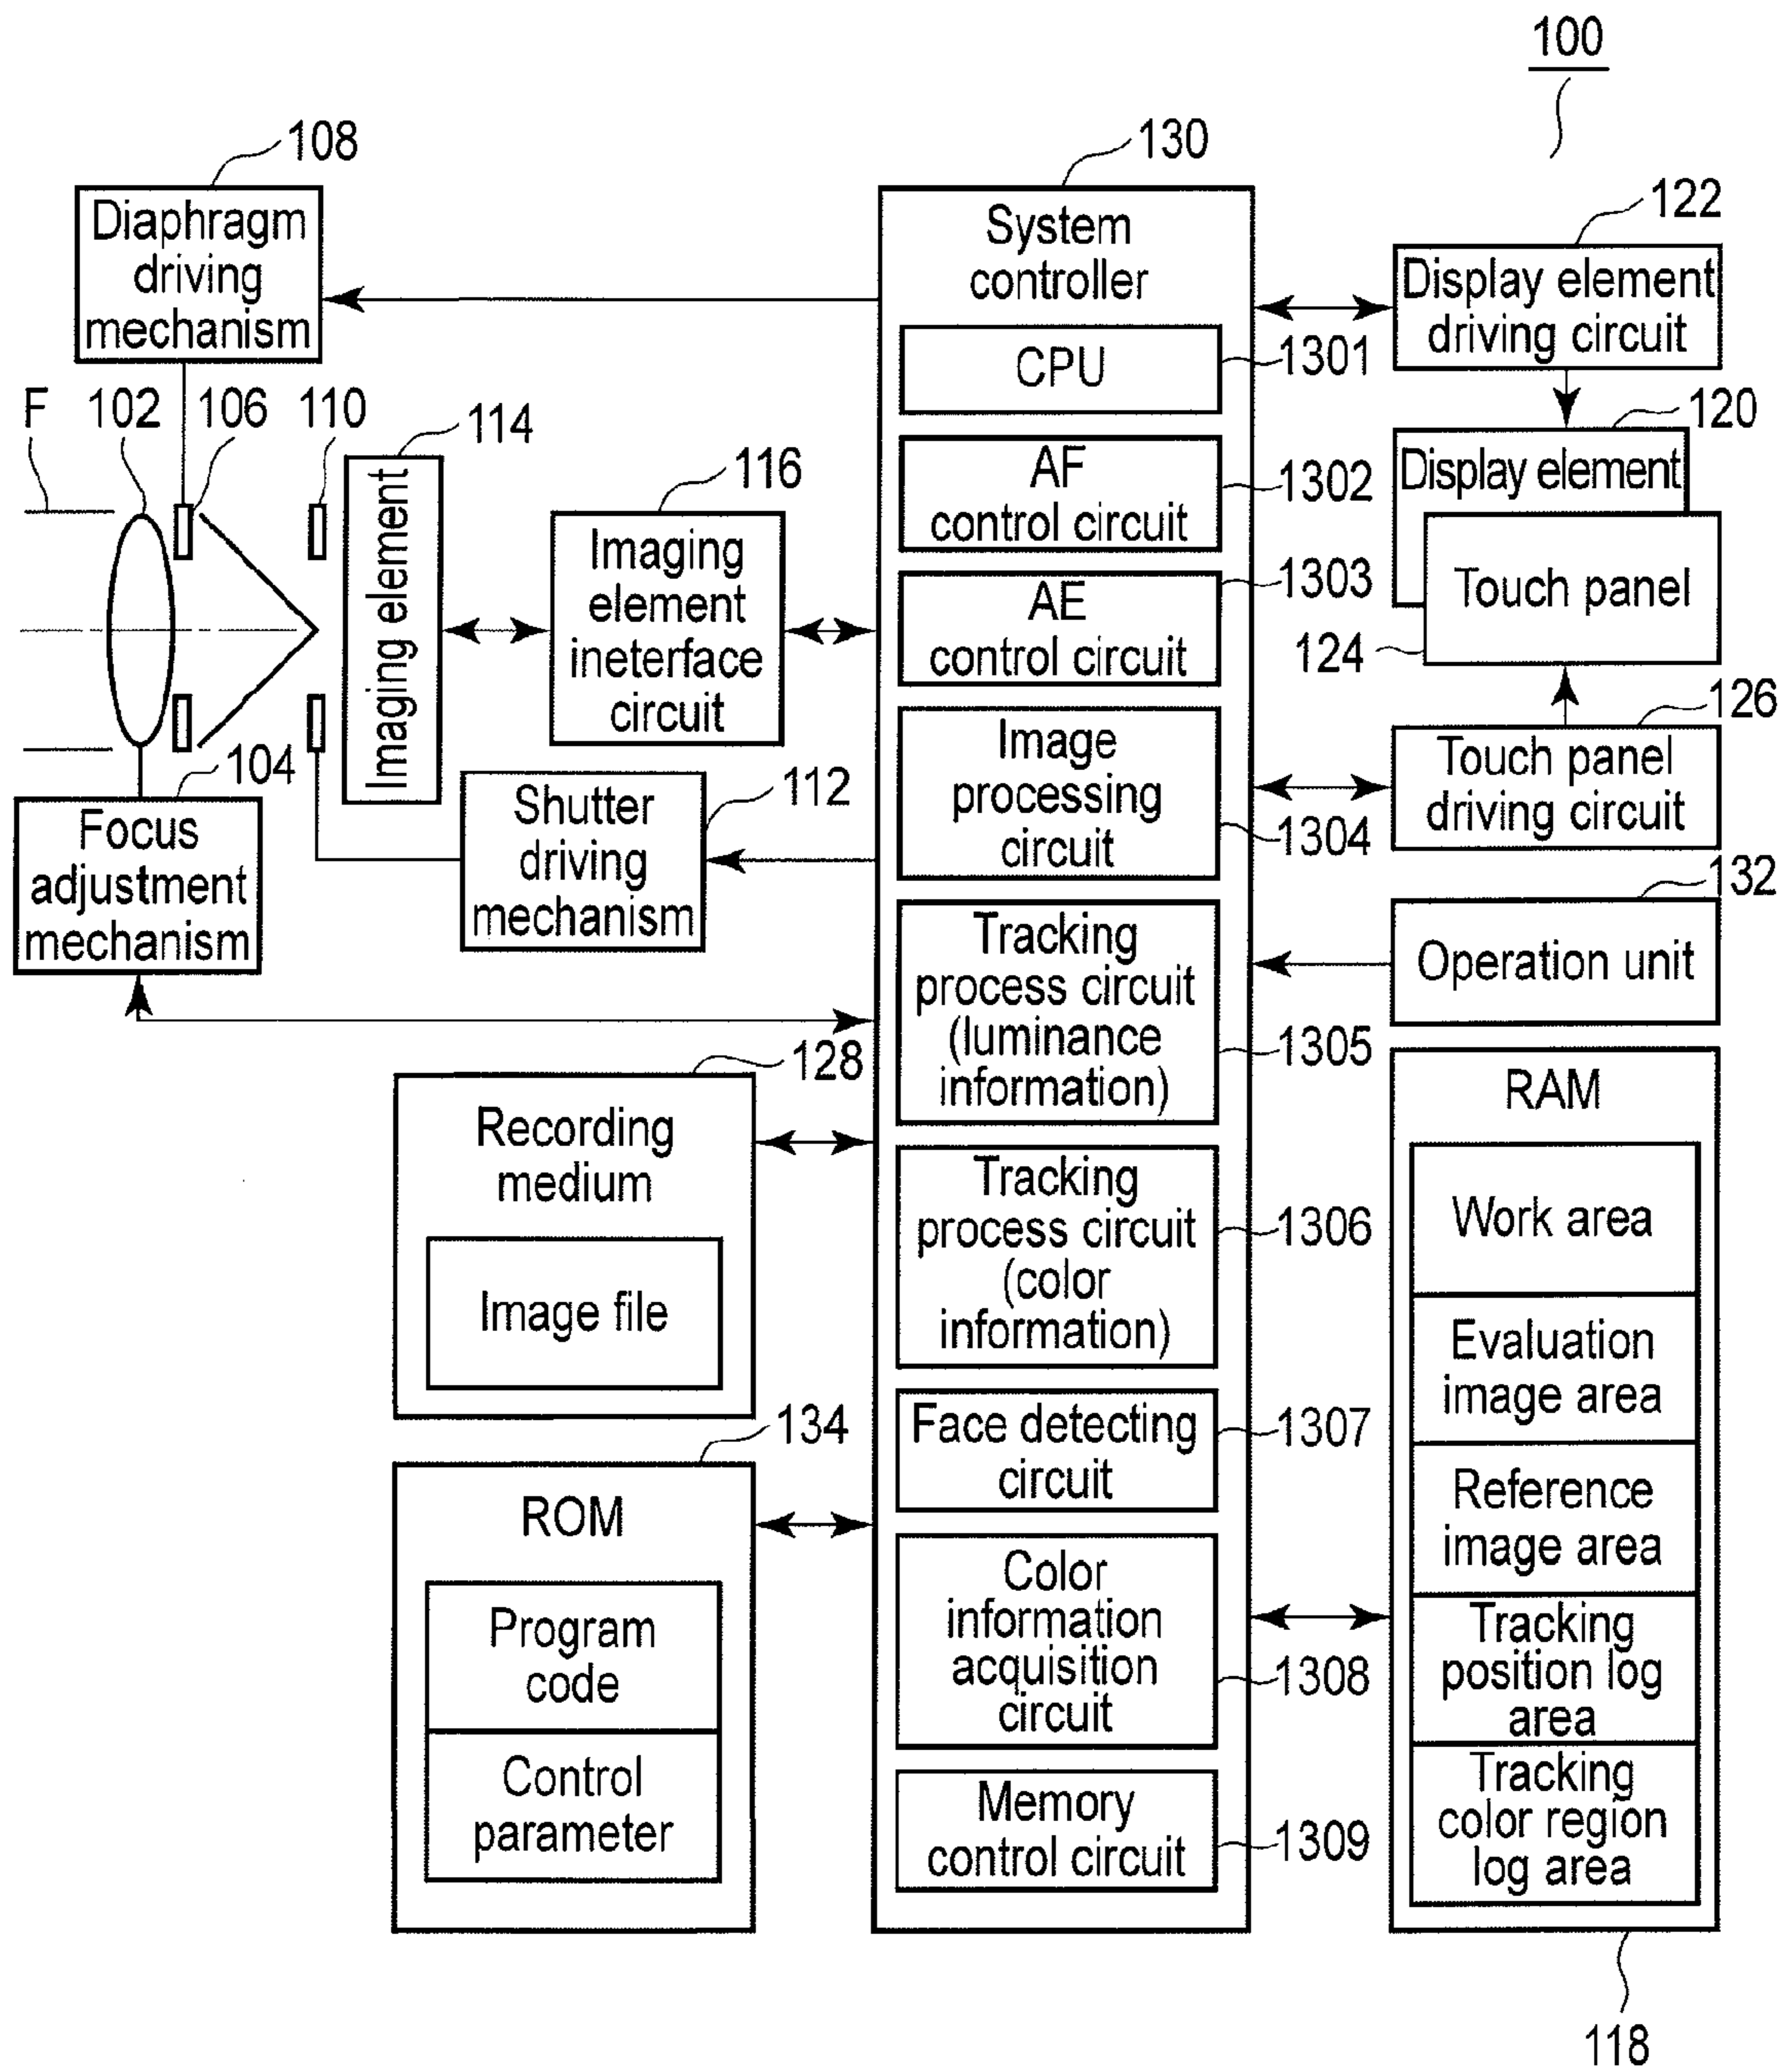 100
108
Diaphragm
driving
mechanism
F
102
106
110
114
Imaging element
116
Imaging
element
ineterface
circuit
104
Focus
adjustment
mechanism
112
Shutter
driving
mechanism
128
Recording
medium
Image file
134
ROM
Program
code
Control
parameter
130
System
controller
CPU
1301
AF
control circuit
1302
AE
control circuit
1303
Image
processing
circuit
1304
Tracking
process circuit
(luminance
information)
1305
Tracking
process circuit
(color
information)
1306
Face detecting
circuit
1307
Color
information
acquisition
circuit
1308
Memory
control circuit
1309
122
Display element
driving circuit
120
Display element
Touch panel
124
126
Touch panel
driving circuit
132
Operation unit
RAM
Work area
Evaluation
image area
Reference
image area
Tracking
position log
area
Tracking
color region
log area
118